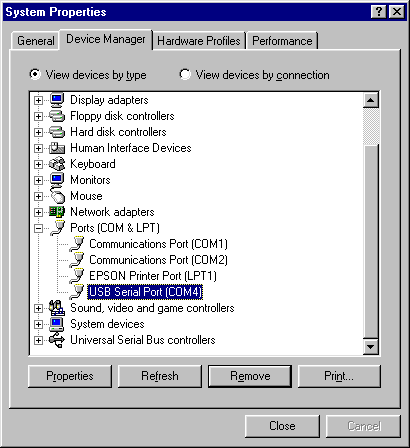 System Properties
General
Device Manager
Hardware Profiles
Performance
View devices by type
View devices by connection
Display adapters
Floppy disk controllers
Hard disk controllers
Human Interface Devices
Keyboard
Monitors
Mouse
Network adapters
Ports (COM & LPT)
Communications Port (COM1)
Communications Port (COM2)
EPSON Printer Port (LPT1)
USB Serial Port (COM4)
Sound, video and game controllers
System devices
Universal Serial Bus controllers
Properties
Refresh
Remove
Print...
Close
Cancel